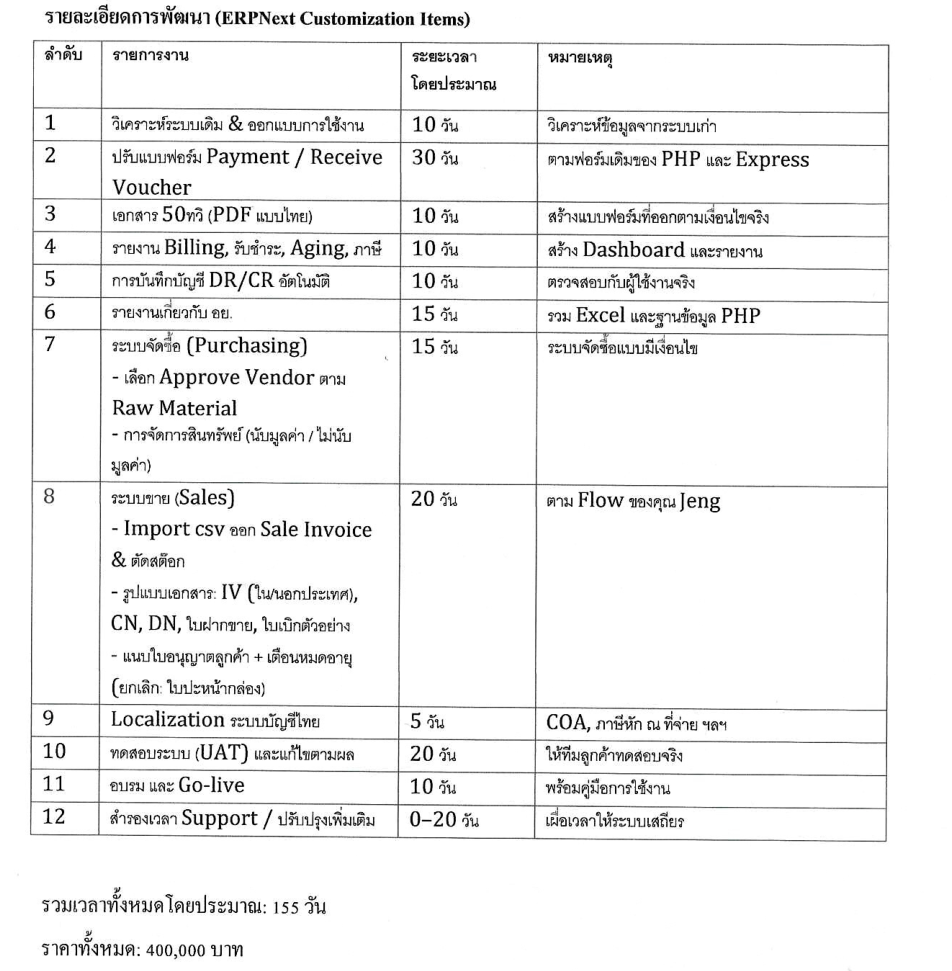 รายละเอียดการพัฒนา (ERPNext Customization Items)
ลำดับ รายการงาน ระยะเวลา หมายเหตุ
โดยประมาณ
1 วิเคราะห์ระบบเดิม & ออกแบบการใช้งาน 10 วัน วิเคราะห์ข้อมูลจากระบบเก่า
2 ปรับแบบฟอร์ม Payment / Receive 30 วัน ตามฟอร์มเดิมของ PHP และ Express
Voucher
3 เอกสาร 50ทวิ (PDF แบบไทย) 10 วัน สร้างแบบฟอร์มที่ออกตามเงื่อนไขจริง
4 รายงาน Billing, รับชำระ, Aging, ภาษี 10 วัน สร้าง Dashboard และรายงาน
5 การบันทึกบัญชี DR/CR อัตโนมัติ 10 วัน ตรวจสอบกับผู้ใช้งานจริง
6 รายงานเกี่ยวกับ อย. 15 วัน รวม Excel และฐานข้อมูล PHP
7 ระบบจัดซื้อ (Purchasing) 15 วัน ระบบจัดซื้อแบบมีเงื่อนไข
- เลือก Approve Vendor ตาม
Raw Material
- การจัดการสินทรัพย์ (นับมูลค่า / ไม่นับ
มูลค่า)
8 ระบบขาย (Sales) 20 วัน ตาม Flow ของคุณ Jeng
- Import csv ออก Sale Invoice
& ตัดสต๊อก
- รูปแบบเอกสาร: IV (ใน/นอกประเทศ),
CN, DN, ใบฝากขาย, ใบเบิกตัวอย่าง
- แนบใบอนุญาตลูกค้า + เตือนหมดอายุ
(ยกเลิก: ใบปะหน้ากล่อง)
9 Localization ระบบบัญชีไทย 5 วัน COA, ภาษีหัก ณ ที่จ่าย ฯลฯ
10 ทดสอบระบบ (UAT) และแก้ไขตามผล 20 วัน ให้ทีมลูกค้าทดสอบจริง
11 อบรม และ Go-live 10 วัน พร้อมคู่มือการใช้งาน
12 สำรองเวลา Support / ปรับปรุงเพิ่มเติม 0–20 วัน เผื่อเวลาให้ระบบเสถียร
รวมเวลาทั้งหมดโดยประมาณ: 155 วัน
ราคาทั้งหมด: 400,000 บาท